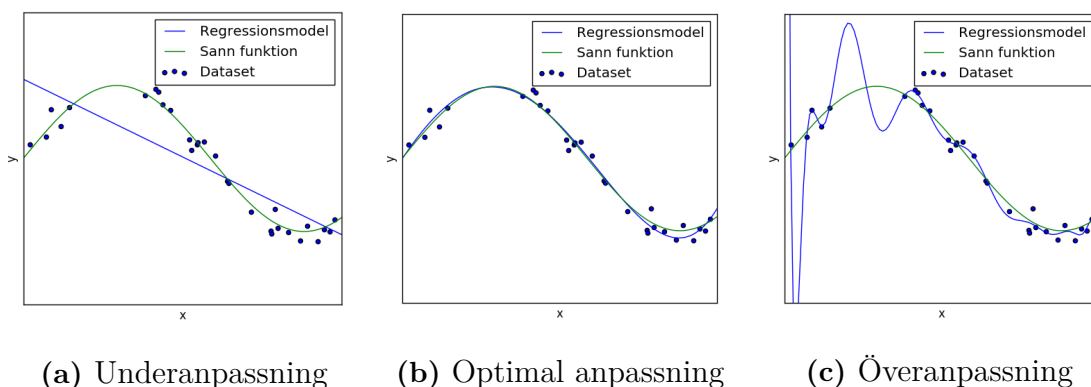 Regressionsmodel
Sann funktion
Dataset
y
x
(a) Underanpassning
Regressionsmodel
Sann funktion
Dataset
y
x
(b) Optimal anpassning
Regressionsmodel
Sann funktion
Dataset
y
x
(c) Överanpassning